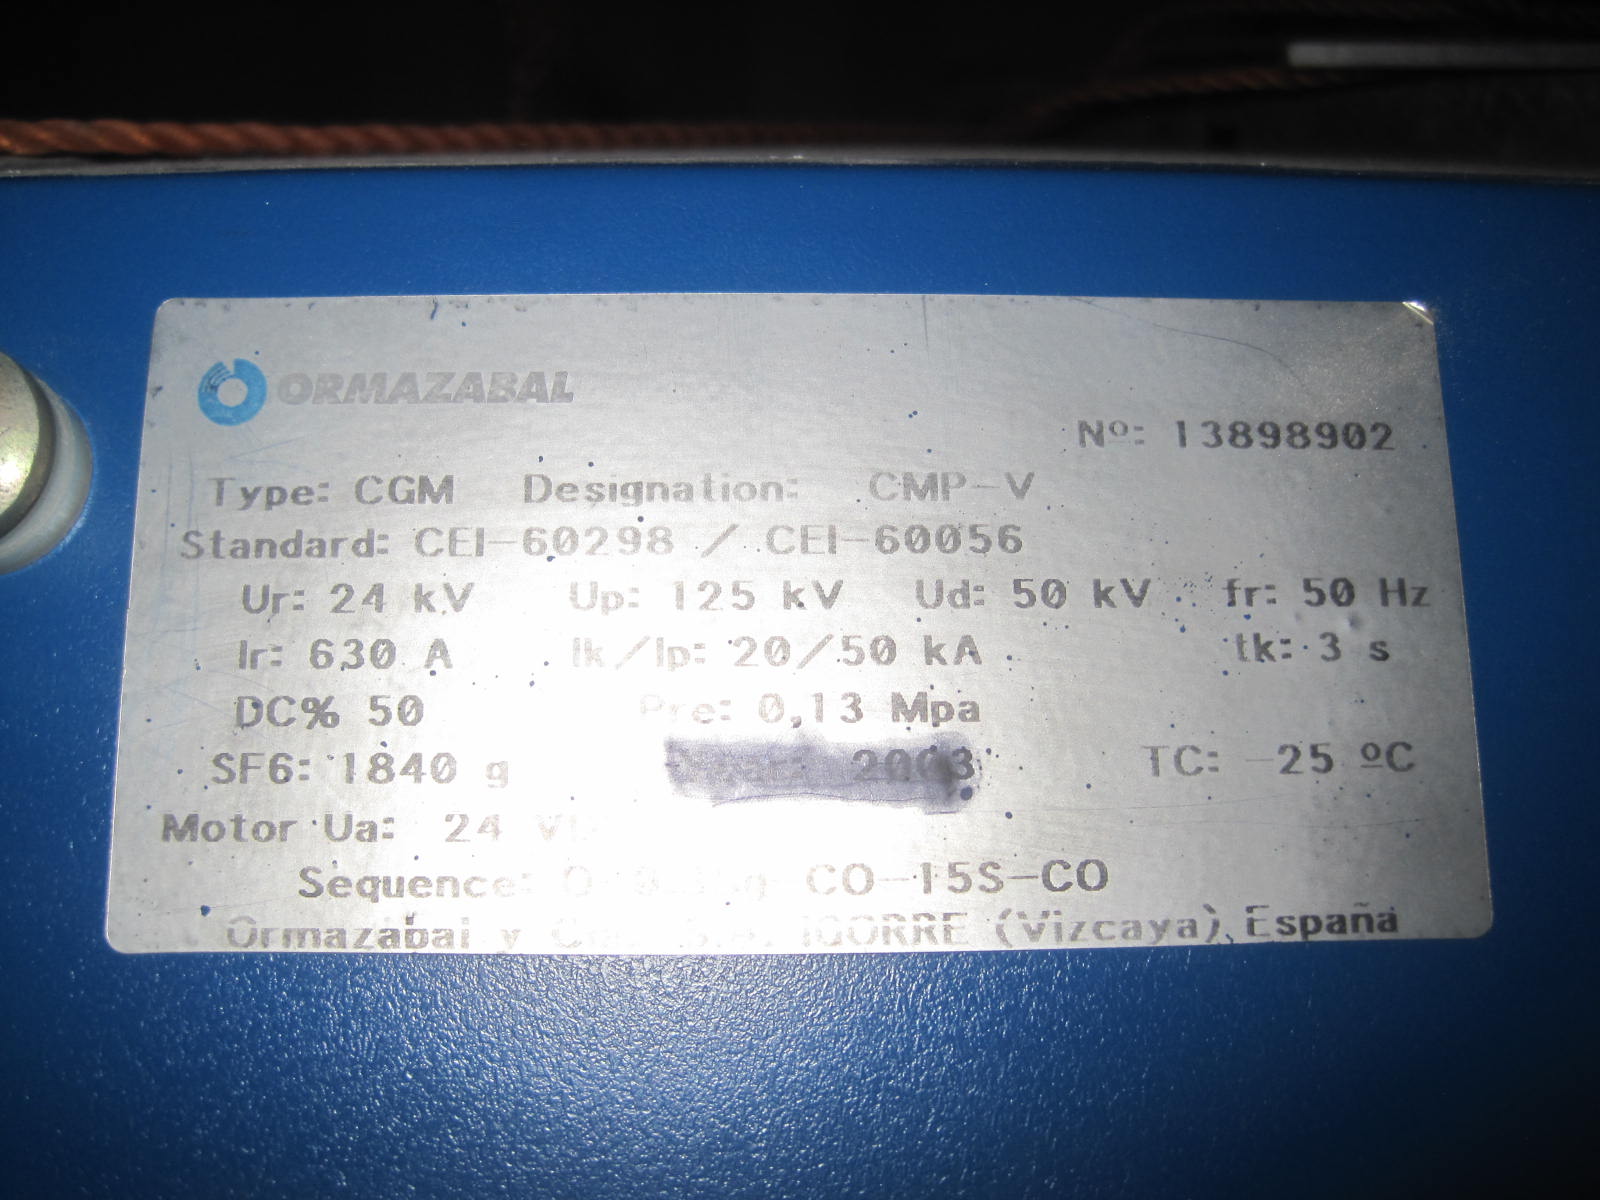 ORMAZABAL
Nº: 13898902
Type: CGM Designation: CMP-V
Standard: CEI-60298 / CEI-60056
Ur: 24 kV Up: 125 kV Ud: 50 kV fr: 50 Hz
Ir: 630 A Ik/Ip: 20/50 kA tk: 3 s
DC% 50 Pre: 0,13 Mpa
SF6: 1840 g Year: 2003 TC: -25 ºC
Motor Ua: 24
Sequence: CO-15S-CO
Ormazabal y IGORRE (Vizcaya) España